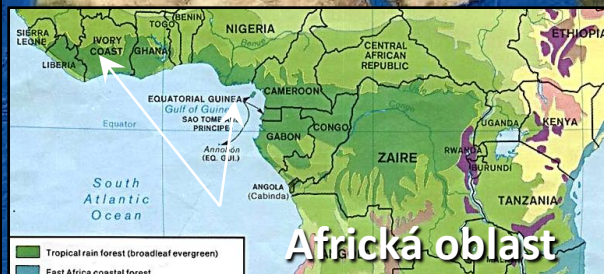 SIERRA
LEONE
LIBERIA
IVORY
COAST
GHANA
TOGO
BENIN
NIGERIA
Benue
CENTRAL
AFRICAN
REPUBLIC
ETHIOPIA
CAMEROON
EQUATORIAL GUINEA
Gulf of Guinea
SAO TOME AND
PRINCIPE
Equator
Annobón
(EQ. GUI.)
GABON
CONGO
Congo
ZAIRE
UGANDA
KENYA
RWANDA
BURUNDI
TANZANIA
ANGOLA
(Cabinda)
South
Atlantic
Ocean
Africká oblast
Tropical rain forest (broadleaf evergreen)
East Africa coastal forest